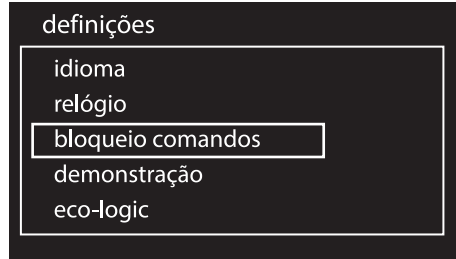 definições
idioma
relógio
bloqueio comandos
demonstração
eco-logic